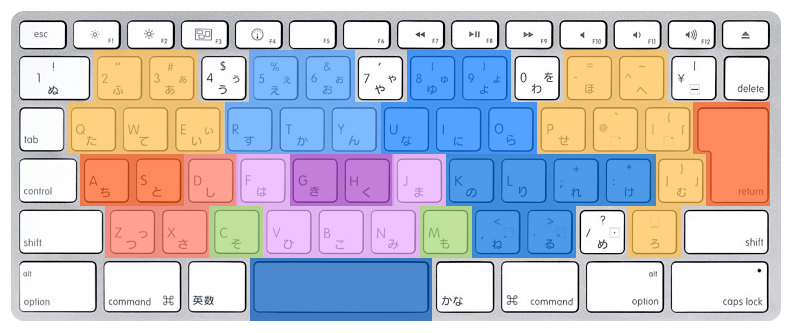 esc F1 F2 F3 F4 F5 F6 F7 F8 F9 F10 F11 F12
! 1 ぬ " 2 ふ # 3 ぁ あ $ 4 ぅ う % 5 ぇ え & 6 ぉ お ' 7 ゃ や ( 8 ゅ ゆ ) 9 ょ よ 0 を わ = - ほ ^ へ | ¥ ー delete
tab Q た W て E ぃ い R す T か Y ん U な I に O ら P せ @ ゛ { [ 「 ゜ return
control A ち S と D し F は G き H く J ま K の L り + ; れ * : け } ] 」 む
shift Z っ つ X さ C そ V ひ B こ N み M も < , 、 ね > . 。 る ? / ・ め _ ろ shift
alt option command ⌘ 英数 かな ⌘ command alt option caps lock